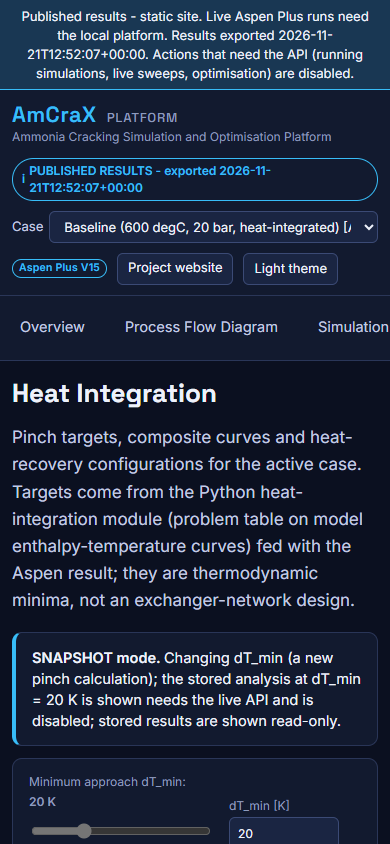 Published results - static site. Live Aspen Plus runs need
the local platform. Results exported 2026-11-
21T12:52:07+00:00. Actions that need the API (running
simulations, live sweeps, optimisation) are disabled.
AmCraX PLATFORM
Ammonia Cracking Simulation and Optimisation Platform
i PUBLISHED RESULTS - exported 2026-11-
21T12:52:07+00:00
Case Baseline (600 degC, 20 bar, heat-integrated) [
Aspen Plus V15 Project website Light theme
Overview Process Flow Diagram Simulation
Heat Integration
Pinch targets, composite curves and heat-
recovery configurations for the active case.
Targets come from the Python heat-
integration module (problem table on model
enthalpy-temperature curves) fed with the
Aspen result; they are thermodynamic
minima, not an exchanger-network design.
SNAPSHOT mode. Changing dT_min (a new
pinch calculation); the stored analysis at dT_min
= 20 K is shown needs the live API and is
disabled; stored results are shown read-only.
Minimum approach dT_min:
20 K
dT_min [K]
20